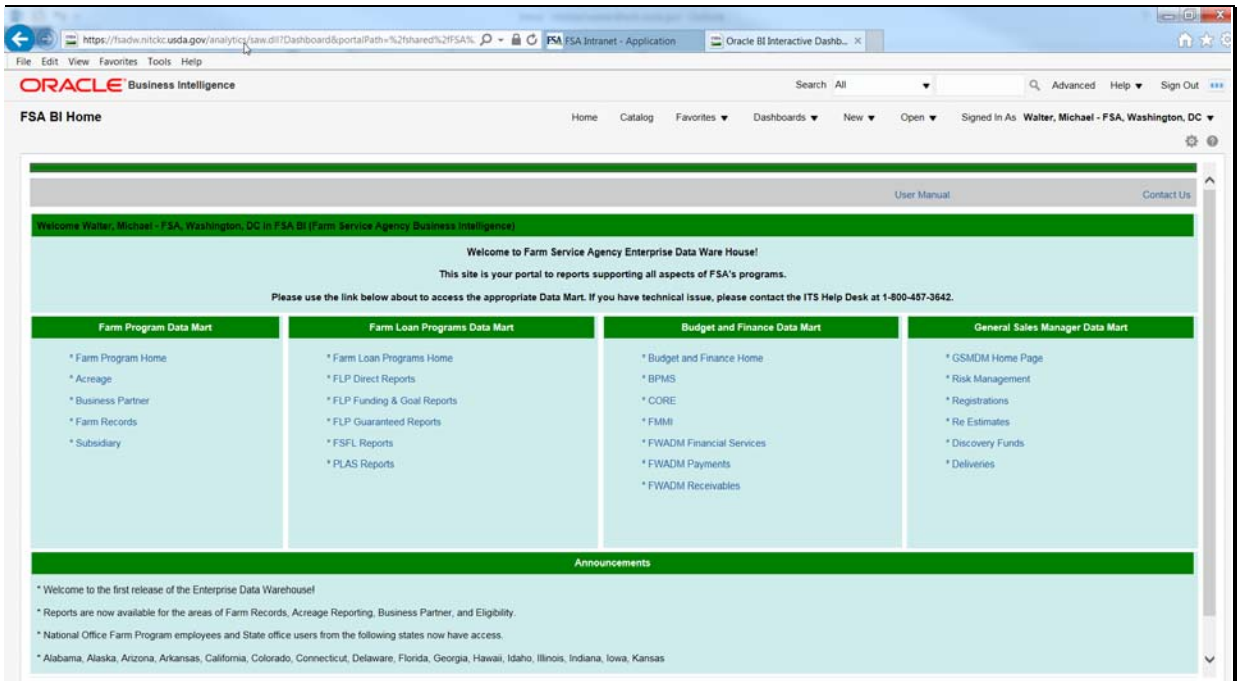 https://fsadw.nitckc.usda.gov/analytics/saw.dll?Dashboard&portalPath=%2fshared%2fFSA%
FSA FSA Intranet - Application
Oracle BI Interactive Dashb...
File Edit View Favorites Tools Help
ORACLE Business Intelligence
Search All Advanced Help Sign Out
FSA BI Home
Home Catalog Favorites Dashboards New Open Signed In As Walter, Michael - FSA, Washington, DC
User Manual Contact Us
Welcome Walter, Michael - FSA, Washington, DC in FSA BI (Farm Service Agency Business Intelligence)
Welcome to Farm Service Agency Enterprise Data Ware House!
This site is your portal to reports supporting all aspects of FSA's programs.
Please use the link below about to access the appropriate Data Mart. If you have technical issue, please contact the ITS Help Desk at 1-800-457-3642.
Farm Program Data Mart
* Farm Program Home
* Acreage
* Business Partner
* Farm Records
* Subsidiary
Farm Loan Programs Data Mart
* Farm Loan Programs Home
* FLP Direct Reports
* FLP Funding & Goal Reports
* FLP Guaranteed Reports
* FSFL Reports
* PLAS Reports
Budget and Finance Data Mart
* Budget and Finance Home
* BPMS
* CORE
* FMMI
* FWADM Financial Services
* FWADM Payments
* FWADM Receivables
General Sales Manager Data Mart
* GSMDM Home Page
* Risk Management
* Registrations
* Re Estimates
* Discovery Funds
* Deliveries
Announcements
* Welcome to the first release of the Enterprise Data Warehouse!
* Reports are now available for the areas of Farm Records, Acreage Reporting, Business Partner, and Eligibility.
* National Office Farm Program employees and State office users from the following states now have access.
* Alabama, Alaska, Arizona, Arkansas, California, Colorado, Connecticut, Delaware, Florida, Georgia, Hawaii, Idaho, Illinois, Indiana, Iowa, Kansas